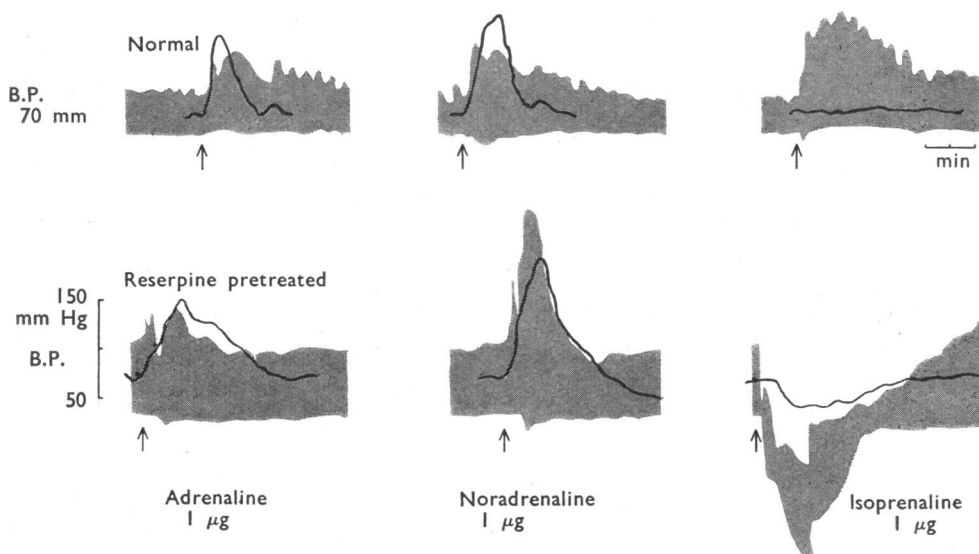 Normal
B.P.
70 mm
min
Reserpine pretreated
150
mm Hg
B.P.
50
Adrenaline
1 μg
Noradrenaline
1 μg
Isoprenaline
1 μg